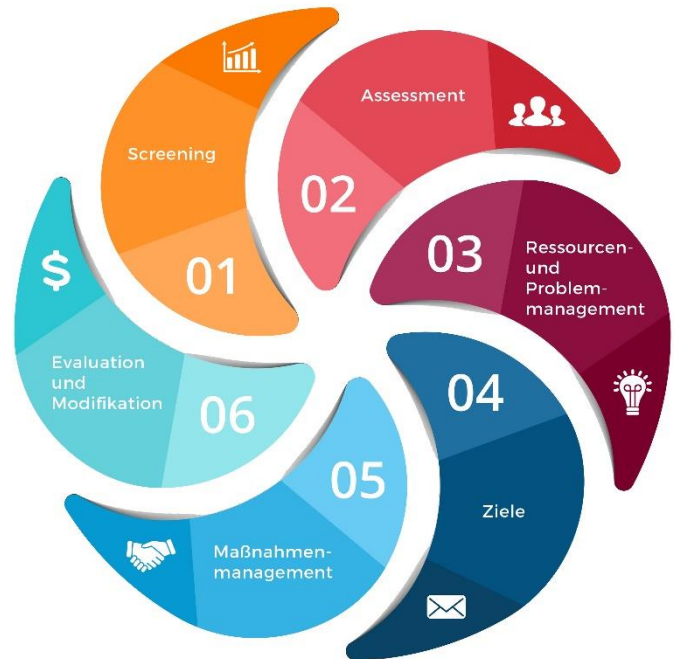 01
Screening
02
Assessment
03
Ressourcen-
und
Problem-
management
04
Ziele
05
Maßnahmen-
management
06
Evaluation
und
Modifikation
$